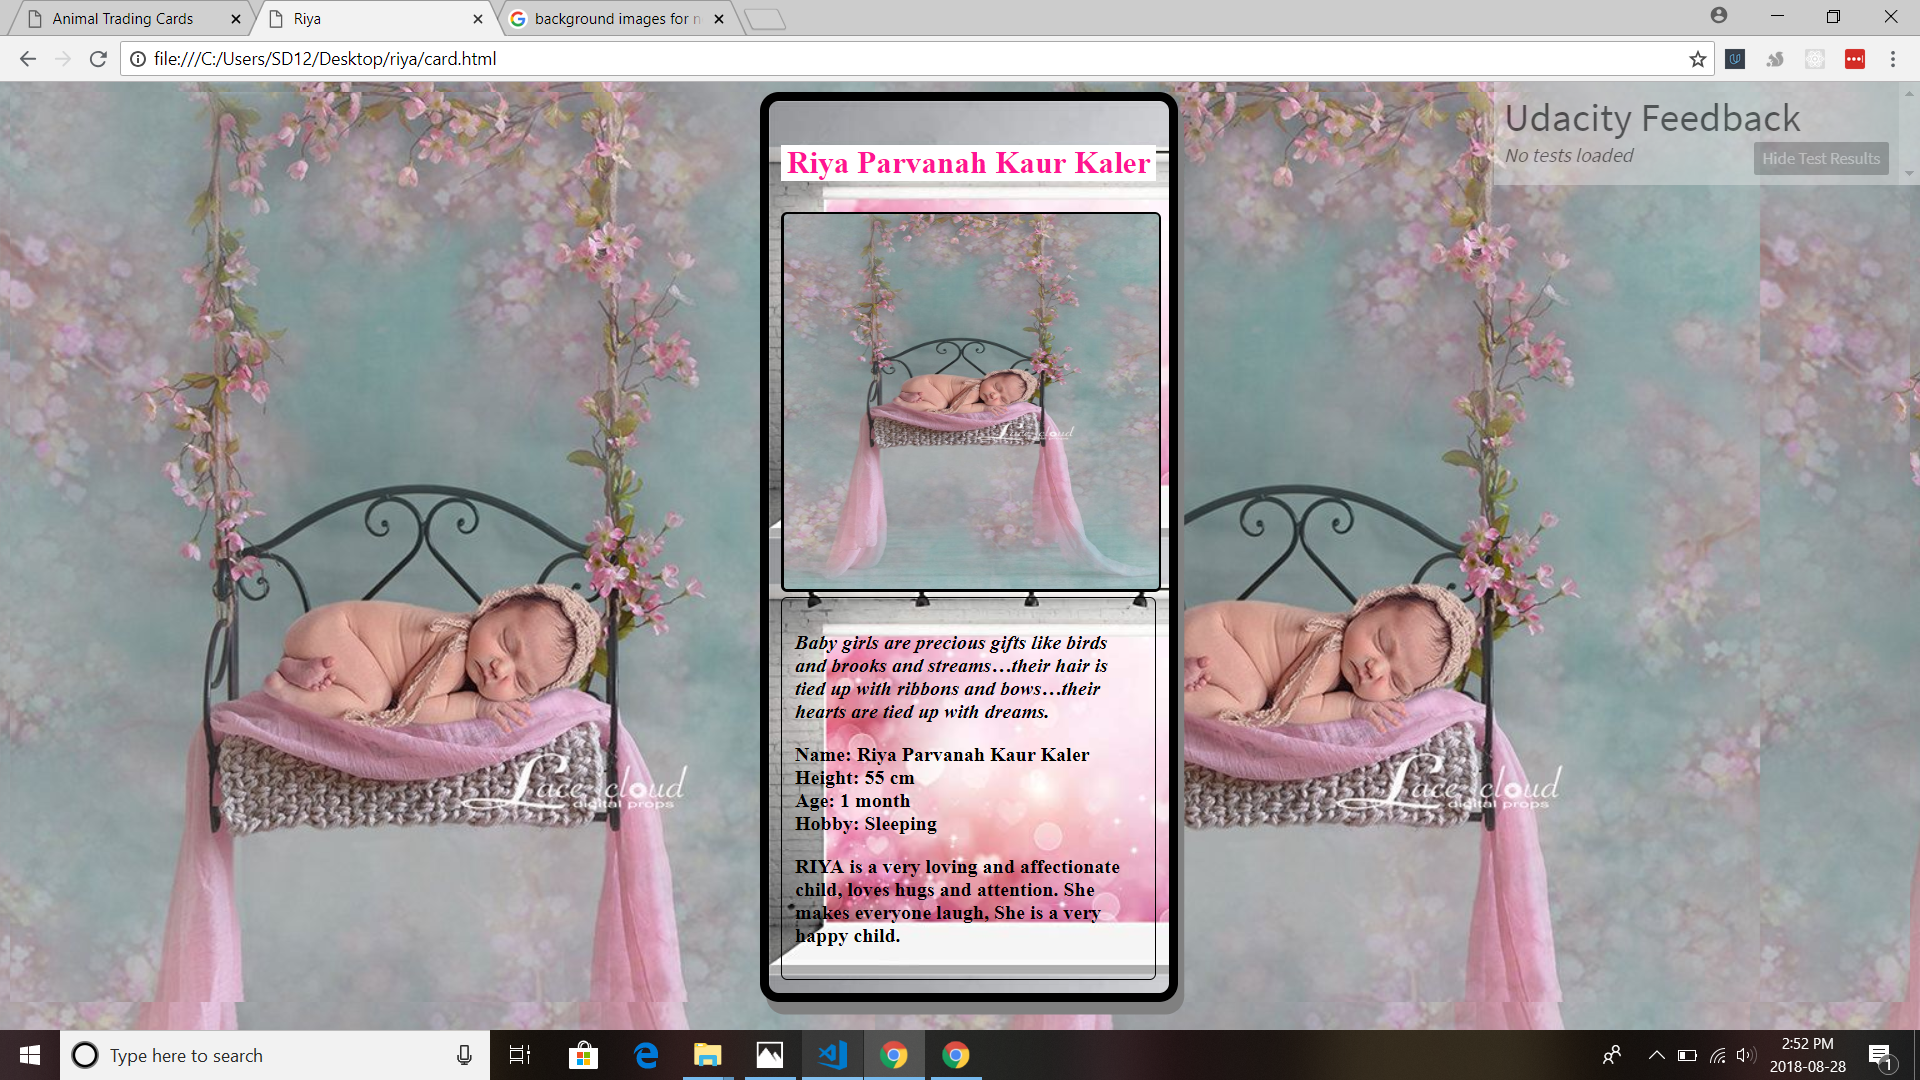 Animal Trading Cards
Riya
background images for n
file:///C:/Users/SD12/Desktop/riya/card.html
Udacity Feedback
No tests loaded
Hide Test Results
Riya Parvanah Kaur Kaler
Lace cloud
Baby girls are precious gifts like birds
and brooks and streams…their hair is
tied up with ribbons and bows…their
hearts are tied up with dreams.
Name: Riya Parvanah Kaur Kaler
Height: 55 cm
Age: 1 month
Hobby: Sleeping
RIYA is a very loving and affectionate
child, loves hugs and attention. She
makes everyone laugh, She is a very
happy child.
Lace cloud
digital props
Lace cloud
digital props
Type here to search
2:52 PM
2018-08-28
1